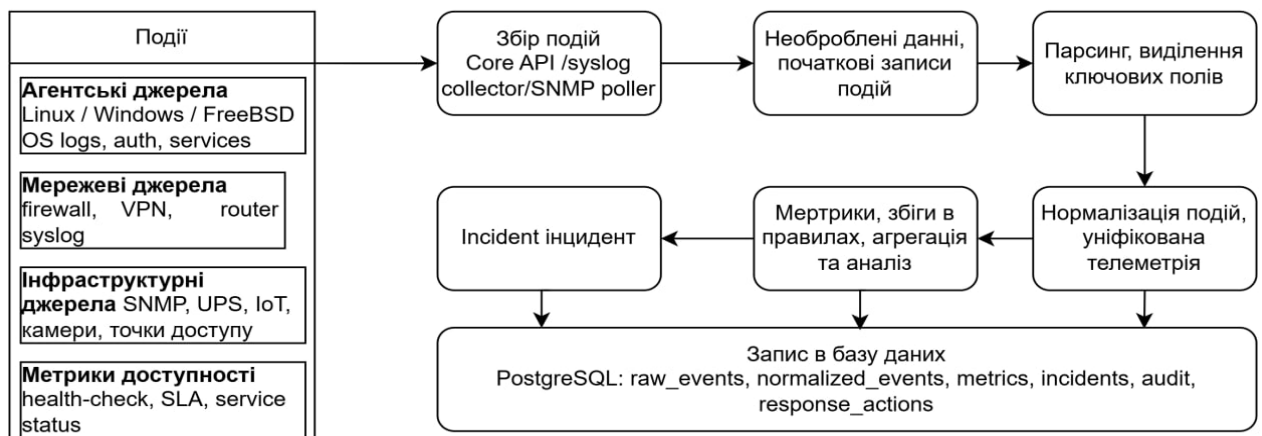 Події
Агентські джерела
Linux / Windows / FreeBSD
OS logs, auth, services
Мережеві джерела
firewall, VPN, router
syslog
Інфраструктурні
джерела SNMP, UPS, IoT,
камери, точки доступу
Метрики доступності
health-check, SLA, service
status
Збір подій
Core API /syslog
collector/SNMP poller
Необроблені данні,
початкові записи
подій
Парсинг, виділення
ключових полів
Нормалізація подій,
уніфікована
телеметрія
Мертрики, збіги в
правилах, агрегація
та аналіз
Incident інцидент
Запис в базу даних
PostgreSQL: raw_events, normalized_events, metrics, incidents, audit,
response_actions